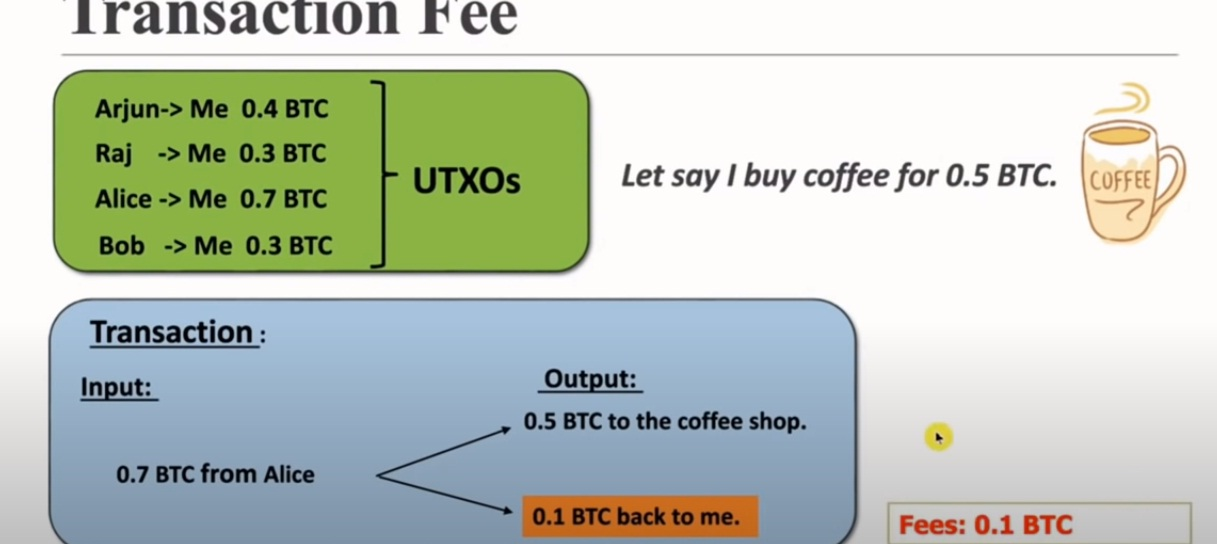 Transaction Fee
Arjun-> Me 0.4 BTC
Raj -> Me 0.3 BTC
Alice -> Me 0.7 BTC
Bob -> Me 0.3 BTC
UTXOs
Let say I buy coffee for 0.5 BTC.
COFFEE
Transaction :
Input:
Output:
0.5 BTC to the coffee shop.
0.7 BTC from Alice
0.1 BTC back to me.
Fees: 0.1 BTC